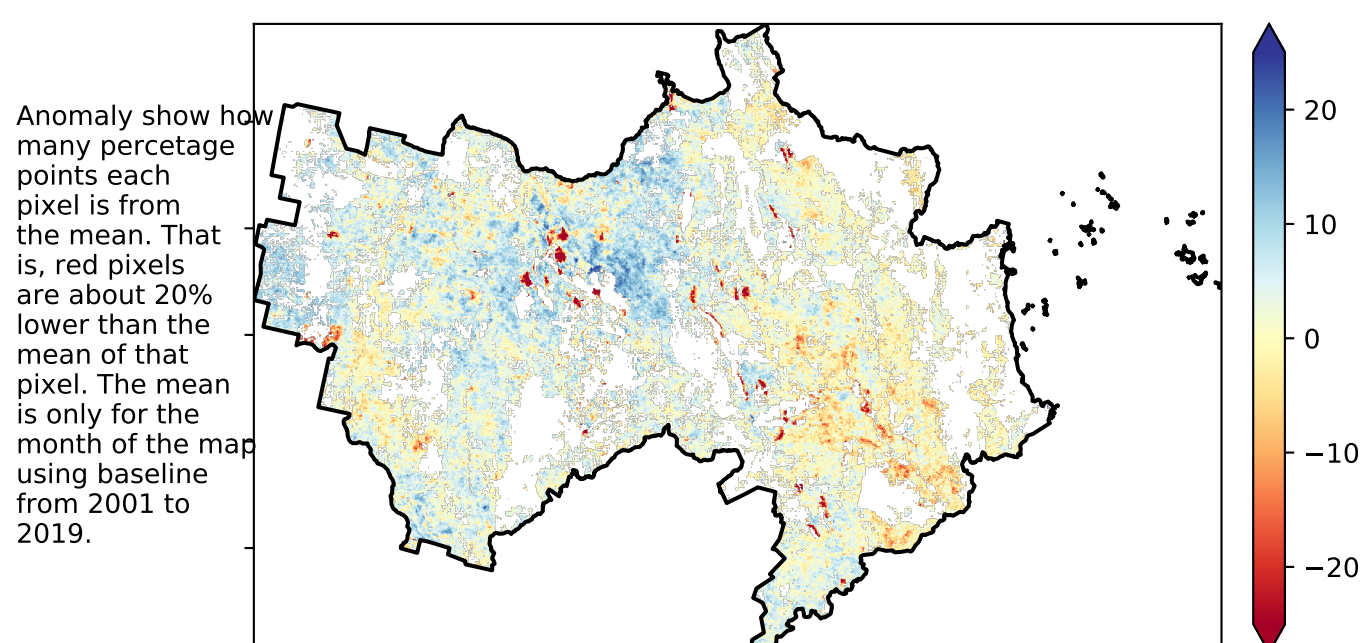 Anomaly show how
many percetage
points each
pixel is from
the mean. That
is, red pixels
are about 20%
lower than the
mean of that
pixel. The mean
is only for the
month of the map
using baseline
from 2001 to
2019.
20
10
0
−10
−20